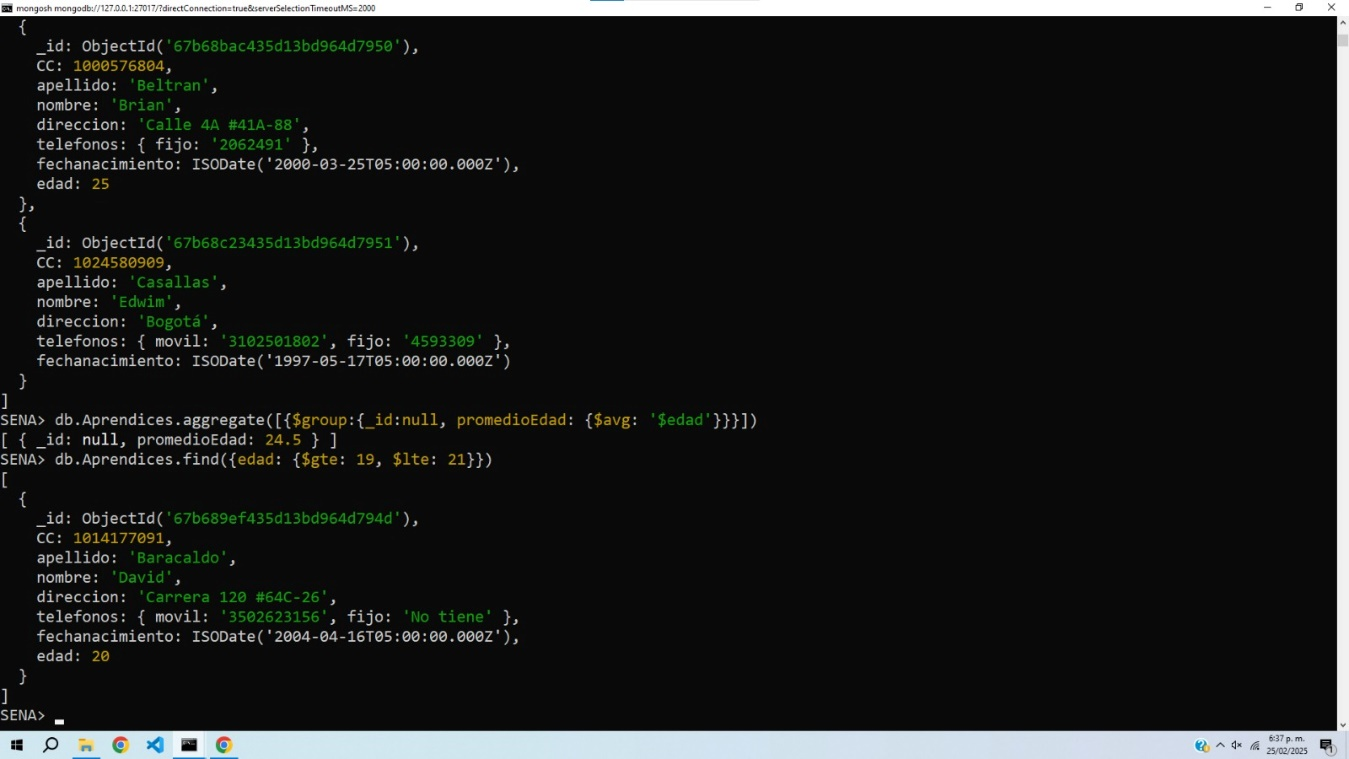 mongosh mongodb://127.0.0.1:27017/?directConnection=true&serverSelectionTimeoutMS=2000
{
_id: ObjectId('67b68bac435d13bd964d7950'),
CC: 1000576804,
apellido: 'Beltran',
nombre: 'Brian',
direccion: 'Calle 4A #41A-88',
telefonos: { fijo: '2062491' },
fechanacimiento: ISODate('2000-03-25T05:00:00.000Z'),
edad: 25
},
{
_id: ObjectId('67b68c23435d13bd964d7951'),
CC: 1024580909,
apellido: 'Casallas',
nombre: 'Edwim',
direccion: 'Bogotá',
telefonos: { movil: '3102501802', fijo: '4593309' },
fechanacimiento: ISODate('1997-05-17T05:00:00.000Z')
}
]
SENA> db.Aprendices.aggregate([{$group:{_id:null, promedioEdad: {$avg: '$edad'}}}])
[ { _id: null, promedioEdad: 24.5 } ]
SENA> db.Aprendices.find({edad: {$gte: 19, $lte: 21}})
[
{
_id: ObjectId('67b689ef435d13bd964d794d'),
CC: 1014177091,
apellido: 'Baracaldo',
nombre: 'David',
direccion: 'Carrera 120 #64C-26',
telefonos: { movil: '3502623156', fijo: 'No tiene' },
fechanacimiento: ISODate('2004-04-16T05:00:00.000Z'),
edad: 20
}
]
SENA>
6:37 p. m.
25/02/2025
1